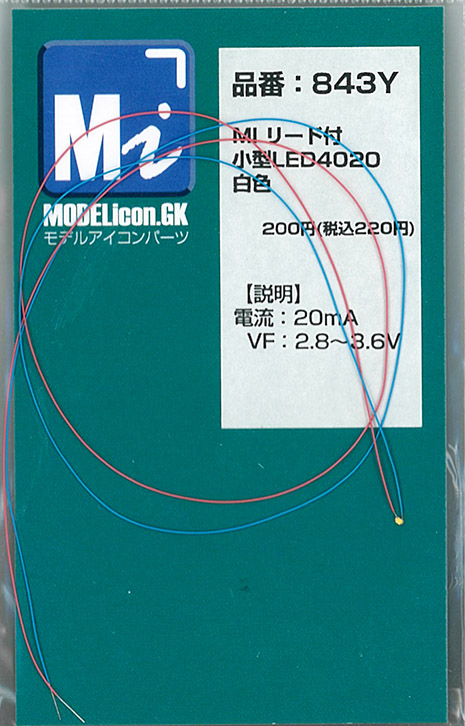 Mi
MODELicon.GK
モデルアイコンパーツ
品番：843Y
MI リード付
小型LED4020
白色
200円(税込220円)
【説明】
電流：20mA
VF：2.8～3.6V